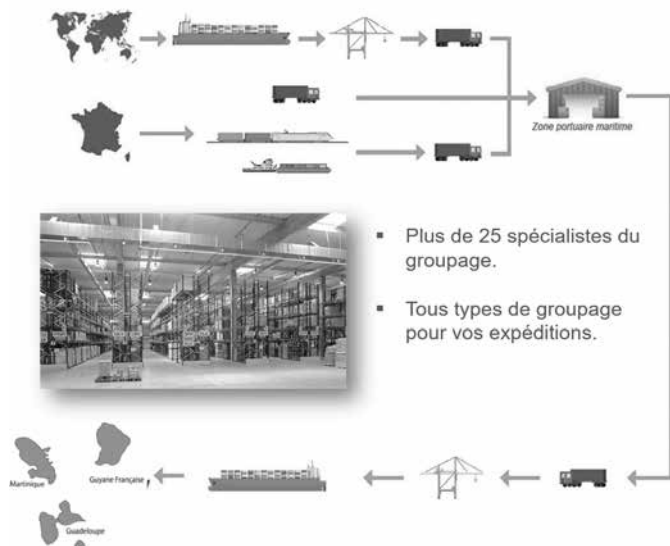 Zone portuaire maritime
▪ Plus de 25 spécialistes du
groupage.
▪ Tous types de groupage
pour vos expéditions.
Martinique
Guyane Française
Guadeloupe